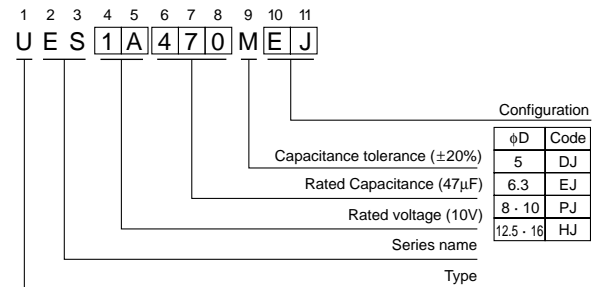 1 2 3 4 5 6 7 8 9 10 11
U E S 1 A 4 7 0 M E J
Configuration
φD Code
5 DJ
6.3 EJ
8 · 10 PJ
12.5 · 16 HJ
Capacitance tolerance (±20%)
Rated Capacitance (47μF)
Rated voltage (10V)
Series name
Type